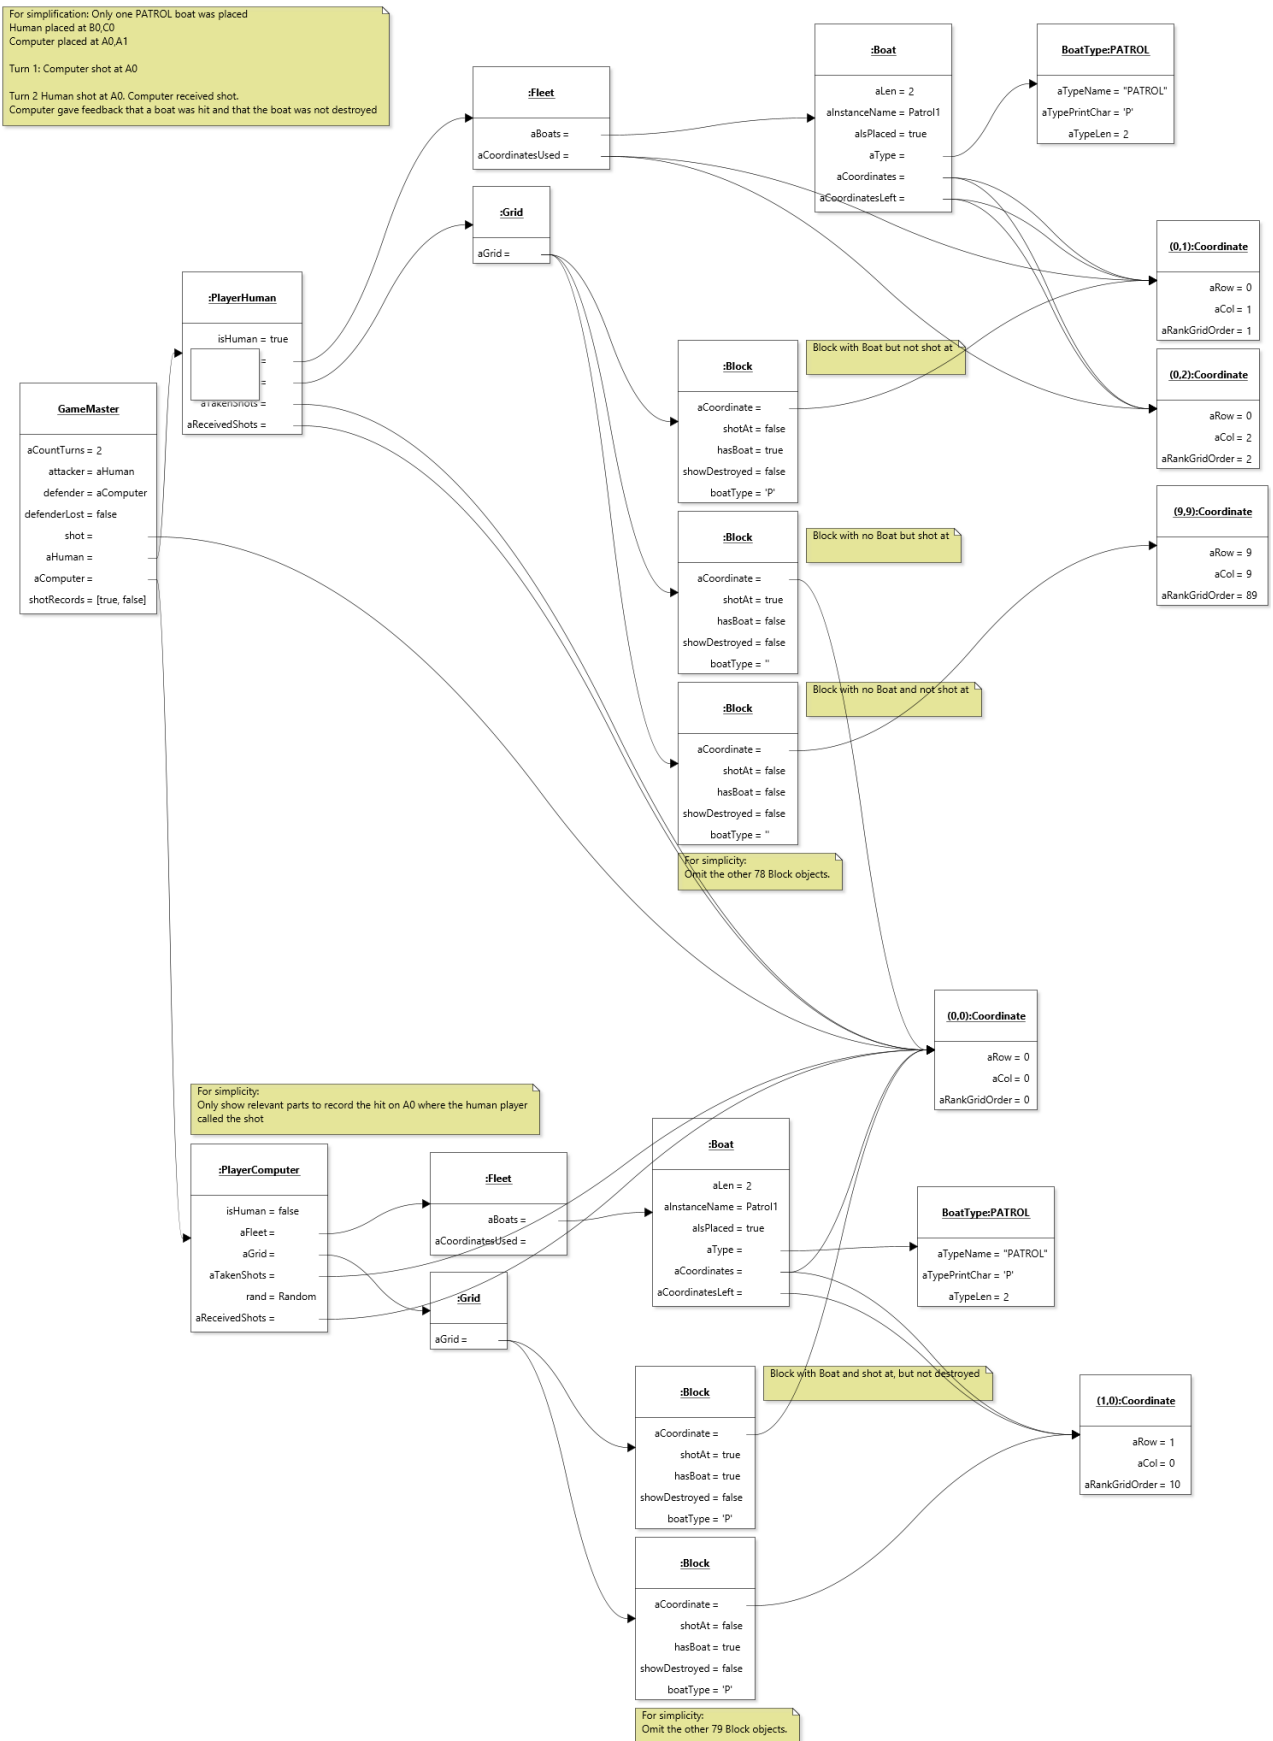 For simplification: Only one PATROL boat was placed
Human placed at B0,C0
Computer placed at A0,A1
Turn 1: Computer shot at A0
Turn 2 Human shot at A0. Computer received shot.
Computer gave feedback that a boat was hit and that the boat was not destroyed
:Fleet
aBoats =
aCoordinatesUsed =
:Boat
aLen = 2
aInstanceName = Patrol1
aIsPlaced = true
aType =
aCoordinates =
aCoordinatesLeft =
BoatType:PATROL
aTypeName = "PATROL"
aTypePrintChar = 'P'
aTypeLen = 2
:Grid
aGrid =
(0,1):Coordinate
aRow = 0
aCol = 1
aRankGridOrder = 1
:PlayerHuman
isHuman = true
=
=
aTakenShots =
aReceivedShots =
(0,2):Coordinate
aRow = 0
aCol = 2
aRankGridOrder = 2
GameMaster
aCountTurns = 2
attacker = aHuman
defender = aComputer
defenderLost = false
shot =
aHuman =
aComputer =
shotRecords = [true, false]
:Block
aCoordinate =
shotAt = false
hasBoat = true
showDestroyed = false
boatType = 'P'
Block with Boat but not shot at
(9,9):Coordinate
aRow = 9
aCol = 9
aRankGridOrder = 89
:Block
aCoordinate =
shotAt = true
hasBoat = false
showDestroyed = false
boatType = ''
Block with no Boat but shot at
:Block
aCoordinate =
shotAt = false
hasBoat = false
showDestroyed = false
boatType = ''
Block with no Boat and not shot at
For simplicity:
Omit the other 78 Block objects.
(0,0):Coordinate
aRow = 0
aCol = 0
aRankGridOrder = 0
For simplicity:
Only show relevant parts to record the hit on A0 where the human player
called the shot
:PlayerComputer
isHuman = false
aFleet =
aGrid =
aTakenShots =
rand = Random
aReceivedShots =
:Fleet
aBoats =
aCoordinatesUsed =
:Boat
aLen = 2
aInstanceName = Patrol1
aIsPlaced = true
aType =
aCoordinates =
aCoordinatesLeft =
BoatType:PATROL
aTypeName = "PATROL"
aTypePrintChar = 'P'
aTypeLen = 2
:Grid
aGrid =
:Block
aCoordinate =
shotAt = true
hasBoat = true
showDestroyed = false
boatType = 'P'
Block with Boat and shot at, but not destroyed
(1,0):Coordinate
aRow = 1
aCol = 0
aRankGridOrder = 10
:Block
aCoordinate =
shotAt = false
hasBoat = true
showDestroyed = false
boatType = 'P'
For simplicity:
Omit the other 79 Block objects.